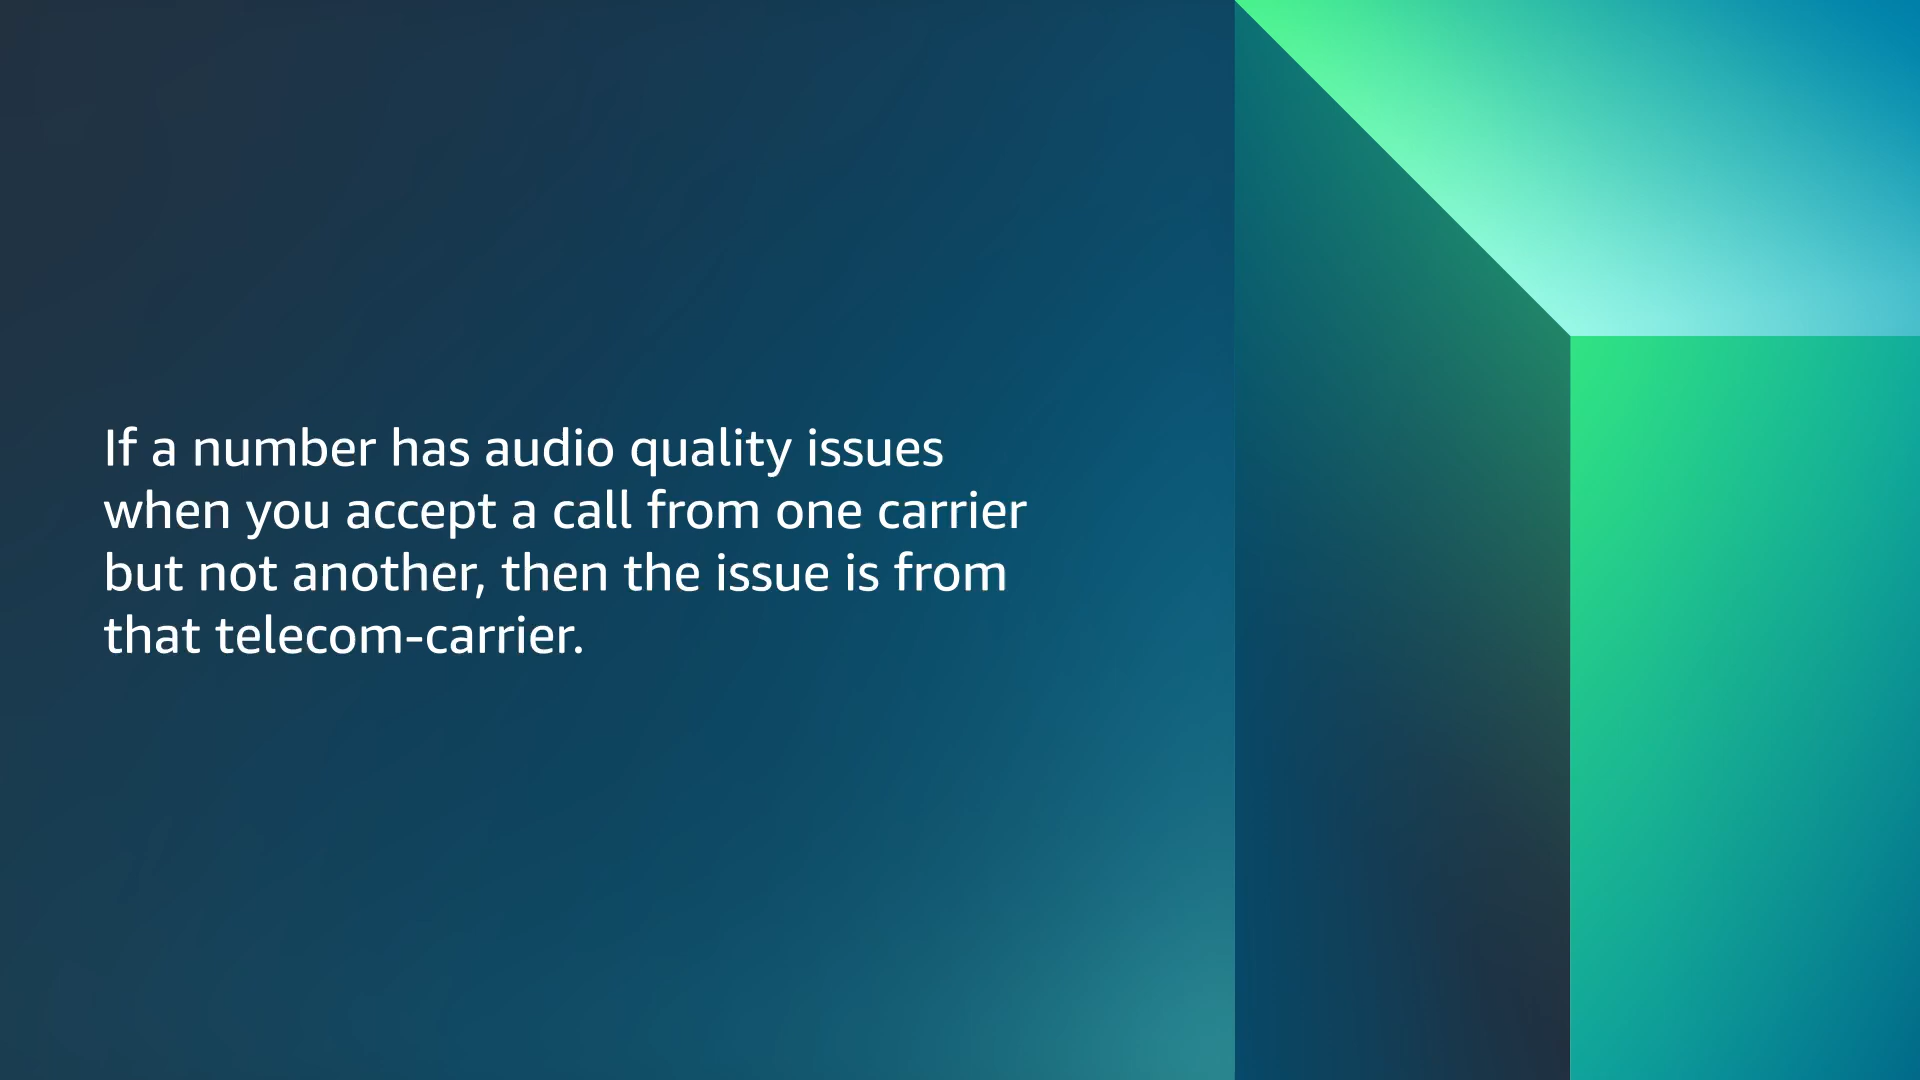 If a number has audio quality issues
when you accept a call from one carrier
but not another, then the issue is from
that telecom-carrier.